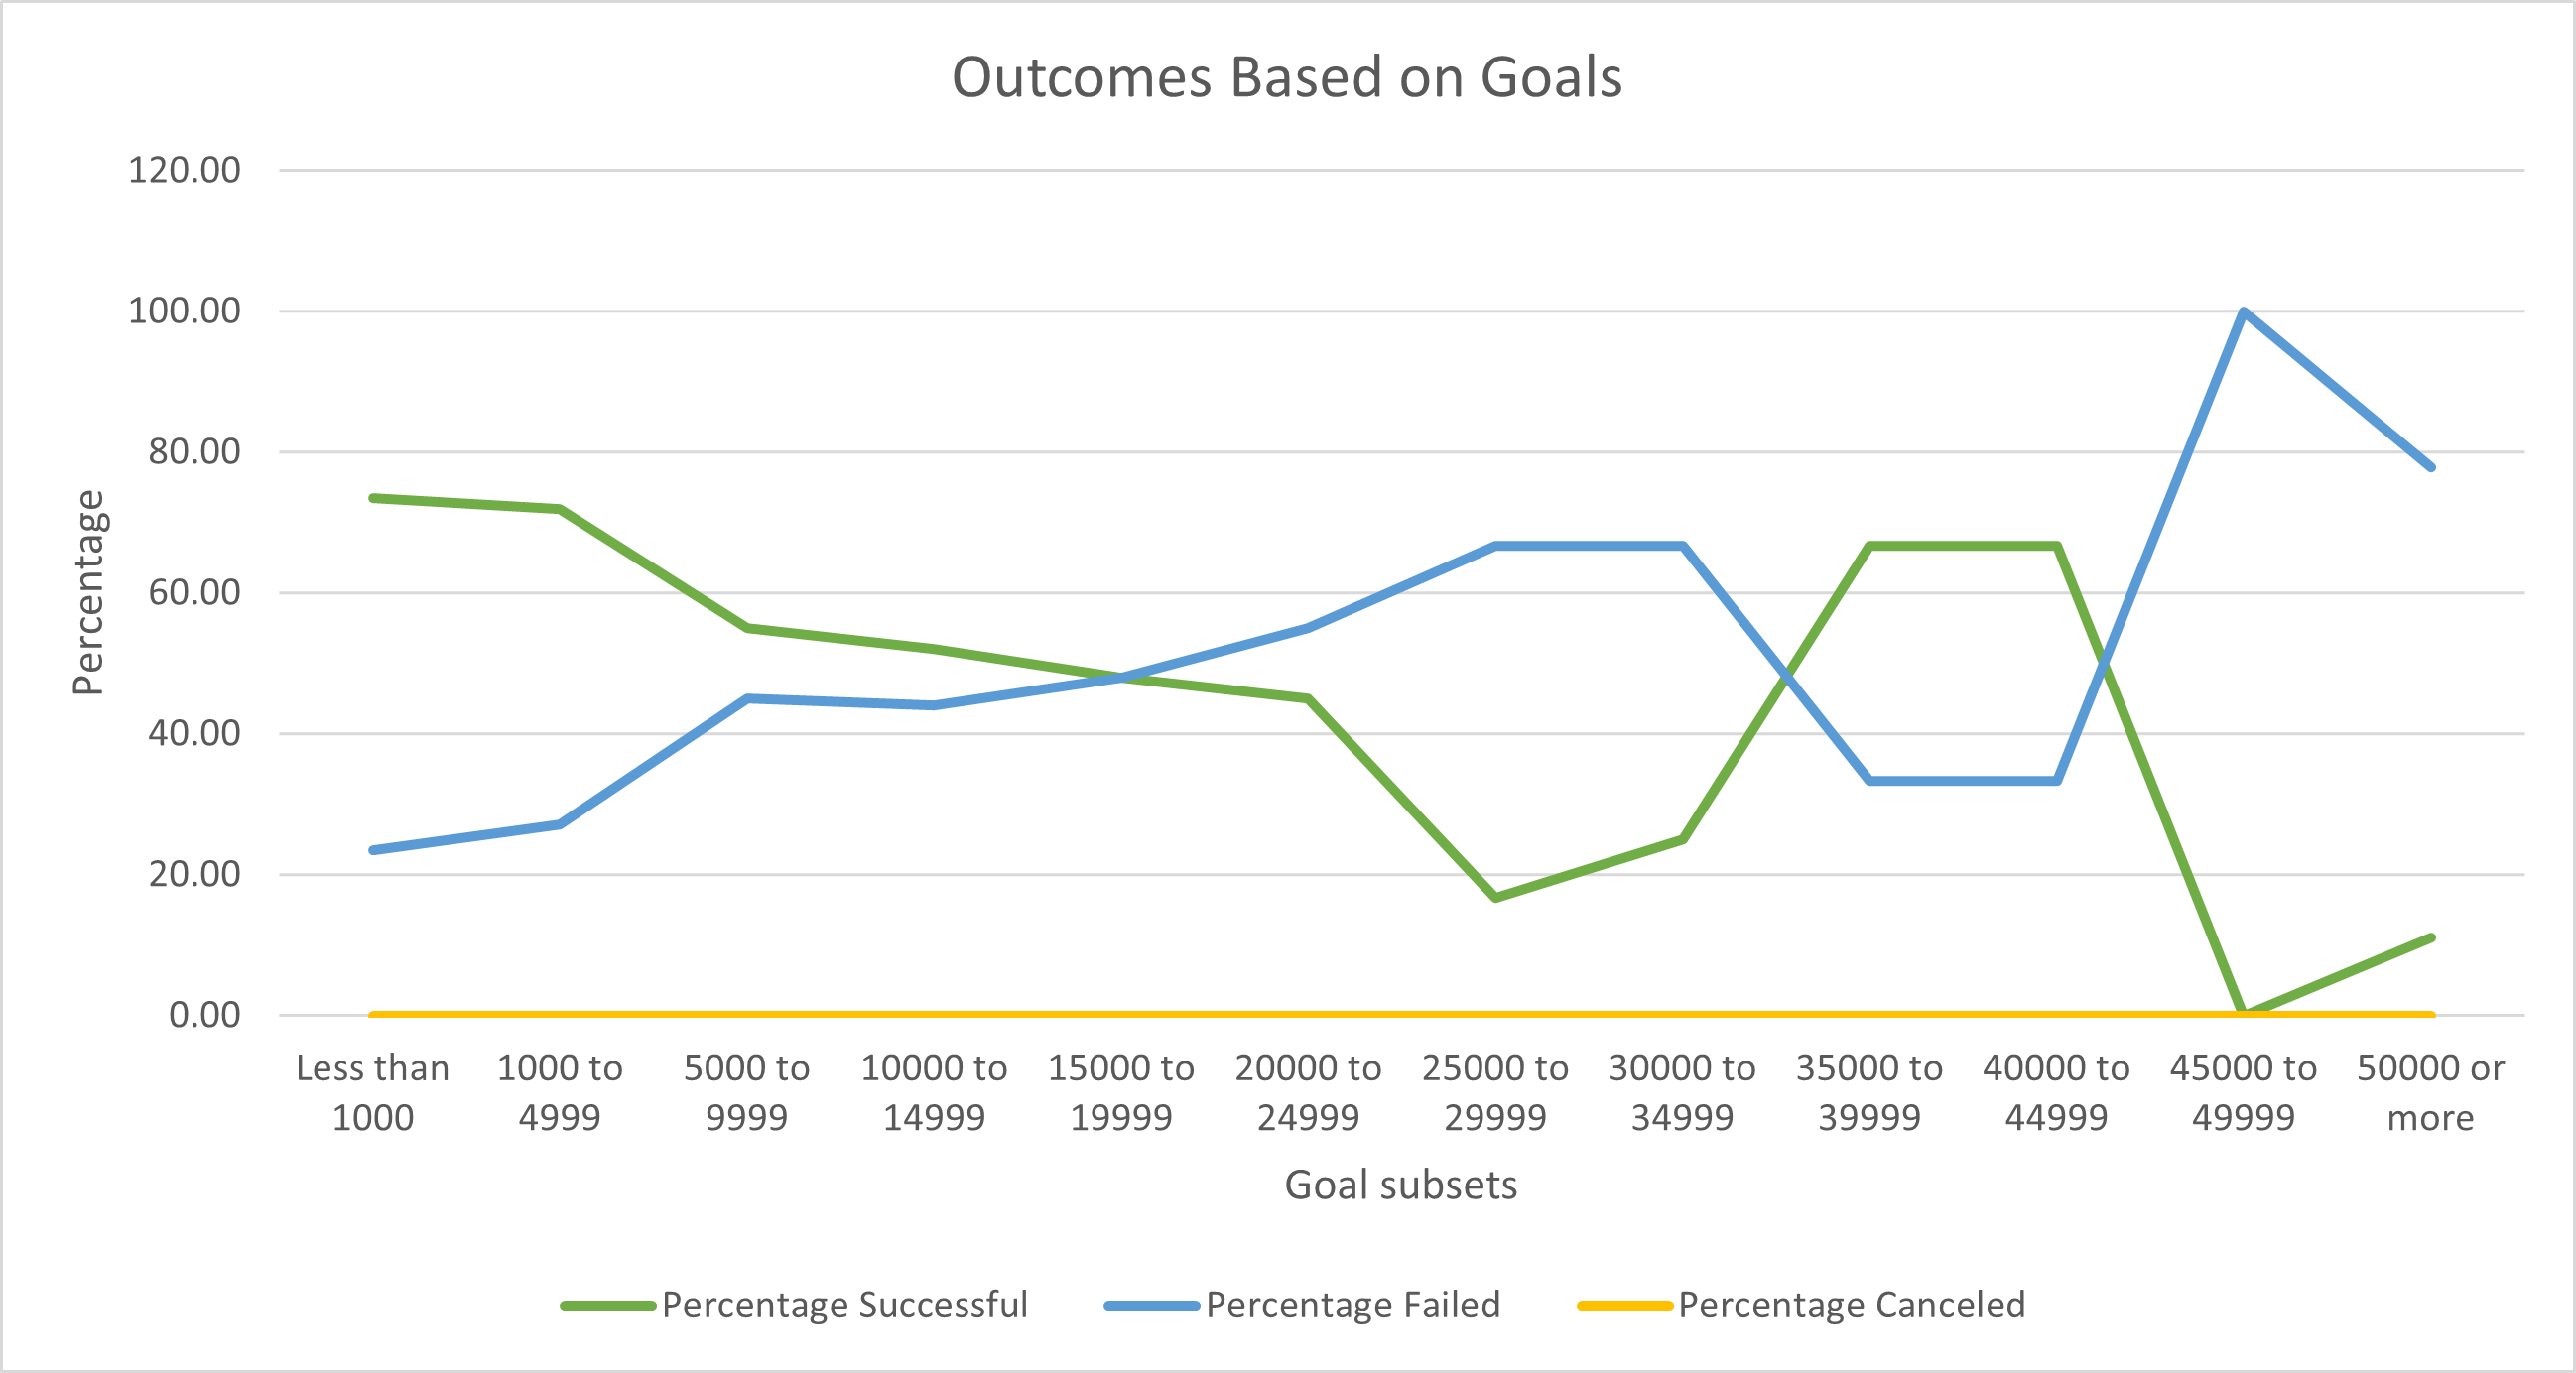 Outcomes Based on Goals
120.00
100.00
80.00
60.00
40.00
20.00
0.00
Percentage
Less than 1000 to 5000 to 10000 to 15000 to 20000 to 25000 to 30000 to 35000 to 40000 to 45000 to 50000 or
1000 4999 9999 14999 19999 24999 29999 34999 39999 44999 49999 more
Goal subsets
Percentage Successful Percentage Failed Percentage Canceled